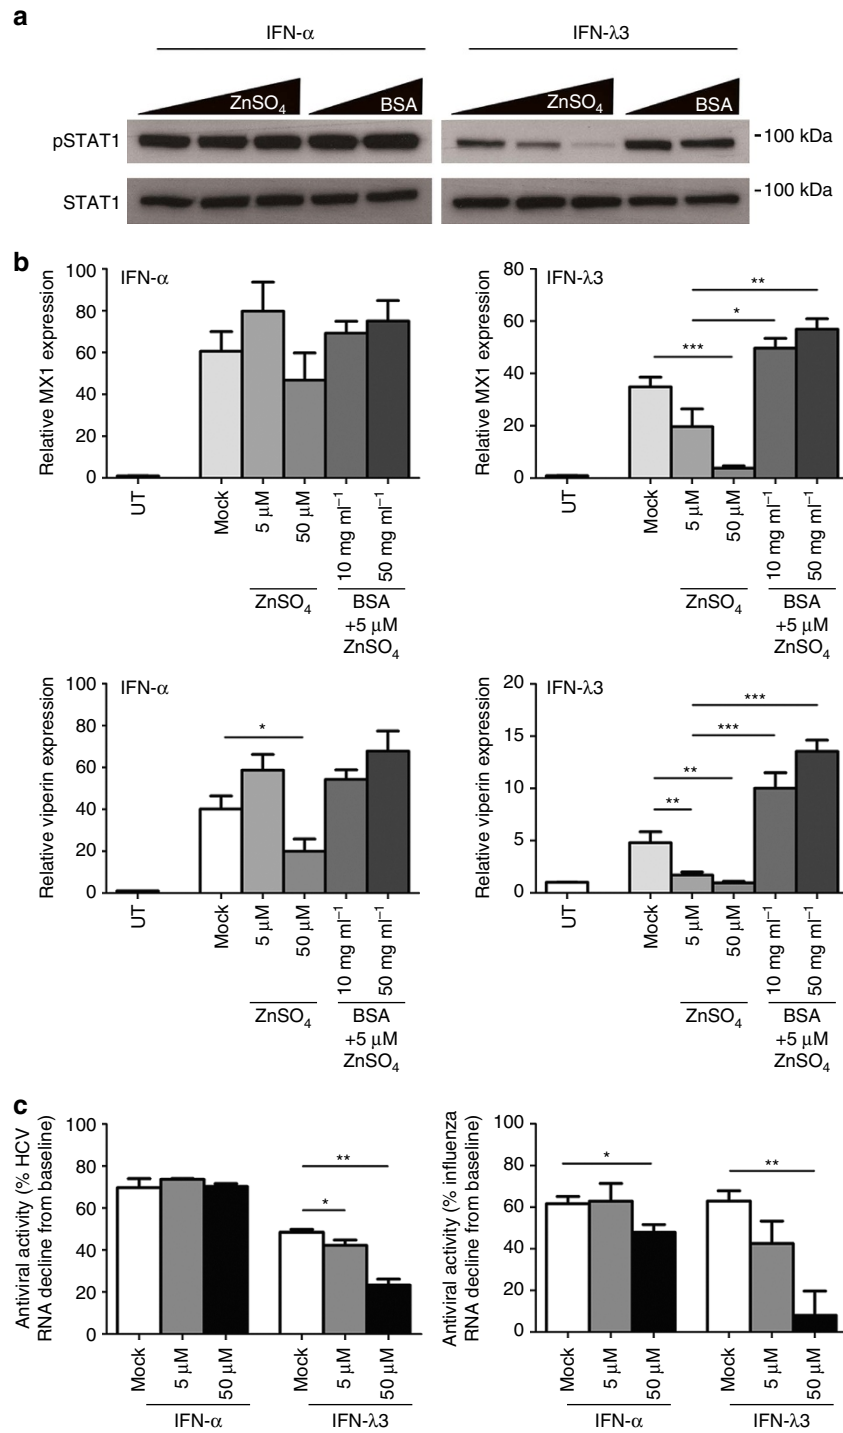 a
IFN-α IFN-λ3
ZnSO4 BSA ZnSO4 BSA
pSTAT1 -100 kDa
STAT1 -100 kDa
b
Relative MX1 expression
100
80
60
40
20
0
IFN-α
UT
Mock
5 μM
50 μM
10 mg ml−1
50 mg ml−1
ZnSO4
BSA
+5 μM
ZnSO4
Relative MX1 expression
80
60
40
20
0
IFN-λ3
**
*
***
UT
Mock
5 μM
50 μM
10 mg ml−1
50 mg ml−1
ZnSO4
BSA
+5 μM
ZnSO4
Relative viperin expression
100
80
60
40
20
0
IFN-α
*
UT
Mock
5 μM
50 μM
10 mg ml−1
50 mg ml−1
ZnSO4
BSA
+5 μM
ZnSO4
Relative viperin expression
20
15
10
5
0
IFN-λ3
***
***
**
**
UT
Mock
5 μM
50 μM
10 mg ml−1
50 mg ml−1
ZnSO4
BSA
+5 μM
ZnSO4
c
Antiviral activity (% HCV
RNA decline from baseline)
100
80
60
40
20
0
**
*
Mock
5 μM
50 μM
Mock
5 μM
50 μM
IFN-α
IFN-λ3
Antiviral activity (% influenza
RNA decline from baseline)
100
80
60
40
20
0
*
**
Mock
5 μM
50 μM
Mock
5 μM
50 μM
IFN-α
IFN-λ3